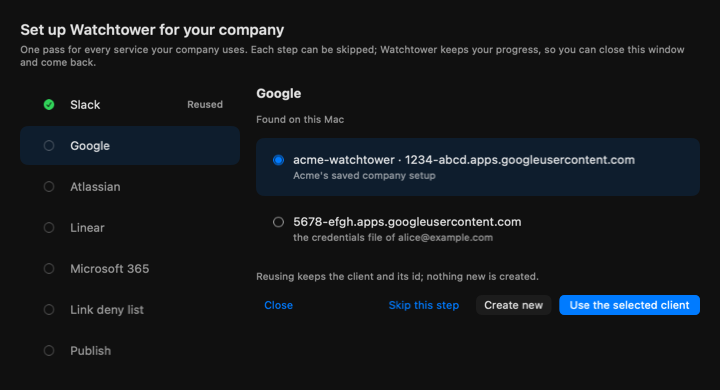 Set up Watchtower for your company
One pass for every service your company uses. Each step can be skipped; Watchtower keeps your progress, so you can close this window
and come back.
Slack
Reused
Google
Atlassian
Linear
Microsoft 365
Link deny list
Publish
Google
Found on this Mac
acme-watchtower · 1234-abcd.apps.googleusercontent.com
Acme's saved company setup
5678-efgh.apps.googleusercontent.com
the credentials file of alice@example.com
Reusing keeps the client and its id; nothing new is created.
Close
Skip this step
Create new
Use the selected client